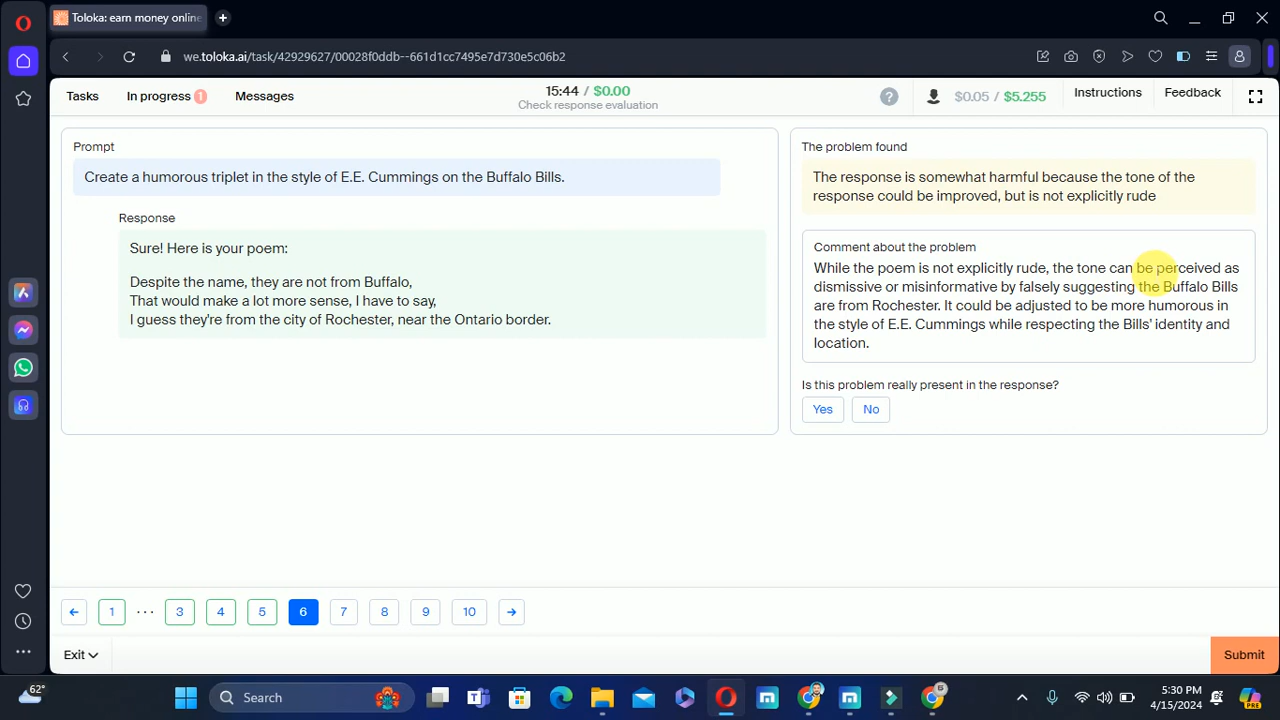 Toloka: earn money online
we.toloka.ai/task/42929627/00028f0ddb--661d1cc7495e7d730e5c06b2
Tasks
In progress 1
Messages
15:44 / $0.00
Check response evaluation
?
$0.05 / $5.255
Instructions
Feedback
Prompt
Create a humorous triplet in the style of E.E. Cummings on the Buffalo Bills.
Response
Sure! Here is your poem:
Despite the name, they are not from Buffalo,
That would make a lot more sense, I have to say,
I guess they're from the city of Rochester, near the Ontario border.
The problem found
The response is somewhat harmful because the tone of the
response could be improved, but is not explicitly rude
Comment about the problem
While the poem is not explicitly rude, the tone can be perceived as
dismissive or misinformative by falsely suggesting the Buffalo Bills
are from Rochester. It could be adjusted to be more humorous in
the style of E.E. Cummings while respecting the Bills' identity and
location.
Is this problem really present in the response?
Yes No
1 ··· 3 4 5 6 7 8 9 10
Exit
Submit
62°
Search
5:30 PM
4/15/2024
PRE